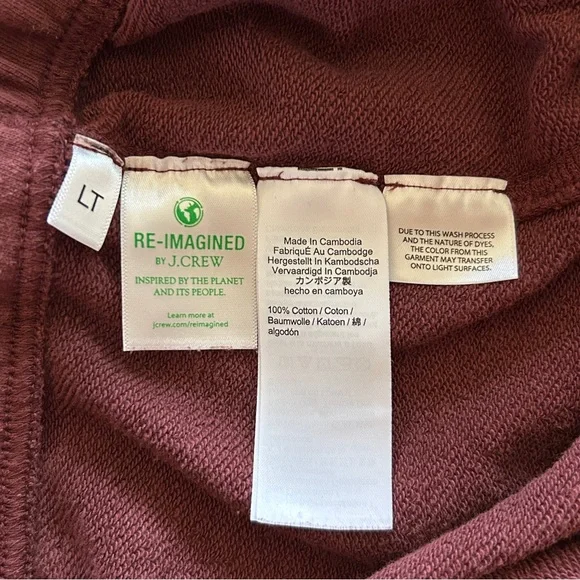 LT
RE-IMAGINED
BY J.CREW
INSPIRED BY THE PLANET
AND ITS PEOPLE.
Learn more at
jcrew.com/reimagined
Made In Cambodia
FabriquÉ Au Cambodge
Hergestellt In Kambodscha
Vervaardigd In Cambodja
カンボジア製
hecho en camboya
100% Cotton / Coton /
Baumwolle / Katoen / 綿 /
algodón
DUE TO THIS WASH PROCESS
AND THE NATURE OF DYES,
THE COLOR FROM THIS
GARMENT MAY TRANSFER
ONTO LIGHT SURFACES.